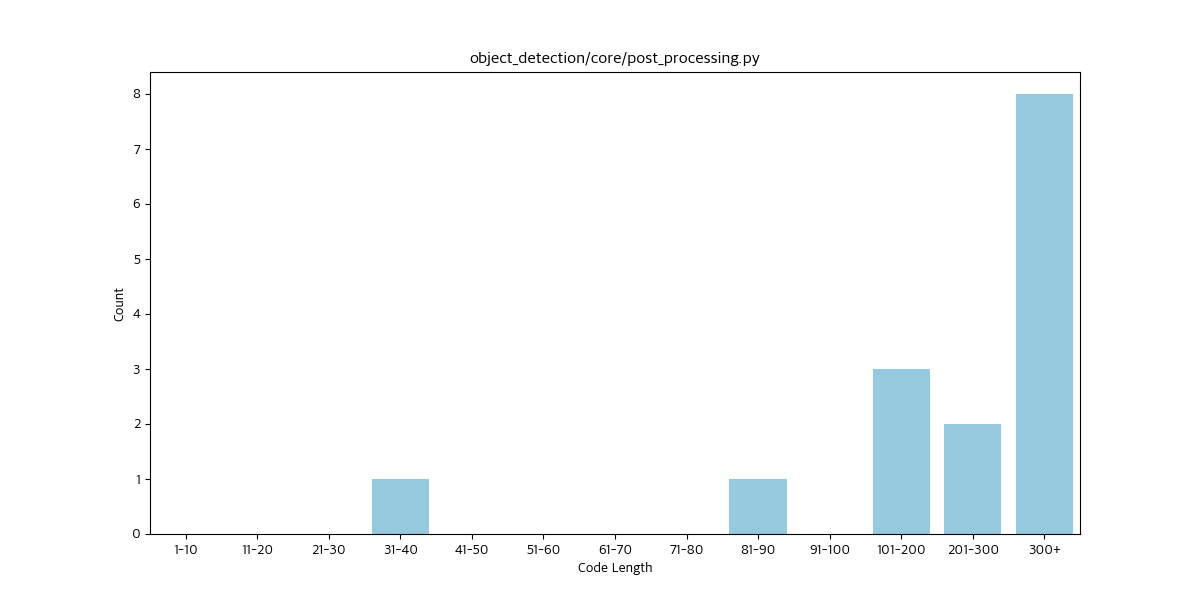 object_detection/core/post_processing.py
Count
8
7
6
5
4
3
2
1
0
1-10 11-20 21-30 31-40 41-50 51-60 61-70 71-80 81-90 91-100 101-200 201-300 300+
Code Length